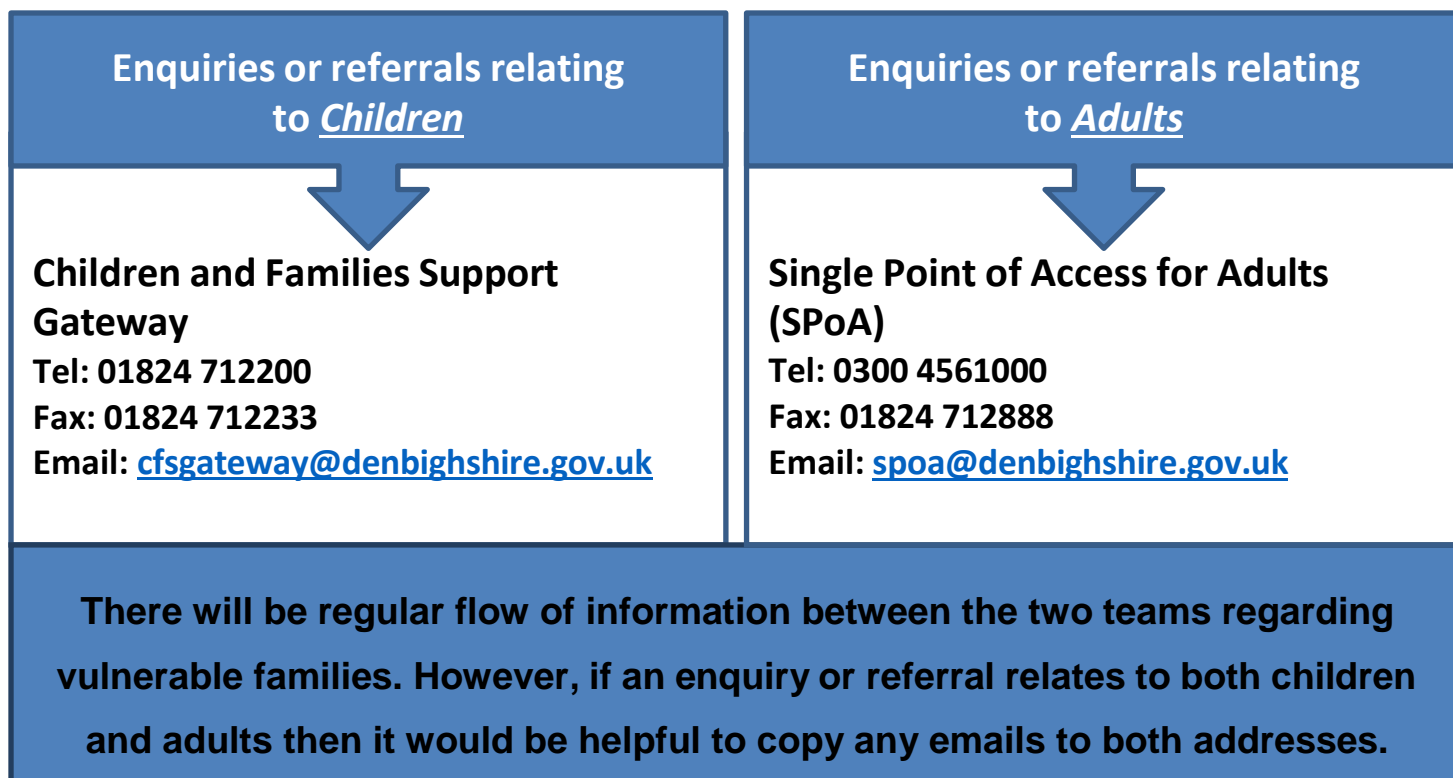 Enquiries or referrals relating
to Children
Children and Families Support
Gateway
Tel: 01824 712200
Fax: 01824 712233
Email: cfsgateway@denbighshire.gov.uk
Enquiries or referrals relating
to Adults
Single Point of Access for Adults
(SPoA)
Tel: 0300 4561000
Fax: 01824 712888
Email: spoa@denbighshire.gov.uk
There will be regular flow of information between the two teams regarding
vulnerable families. However, if an enquiry or referral relates to both children
and adults then it would be helpful to copy any emails to both addresses.